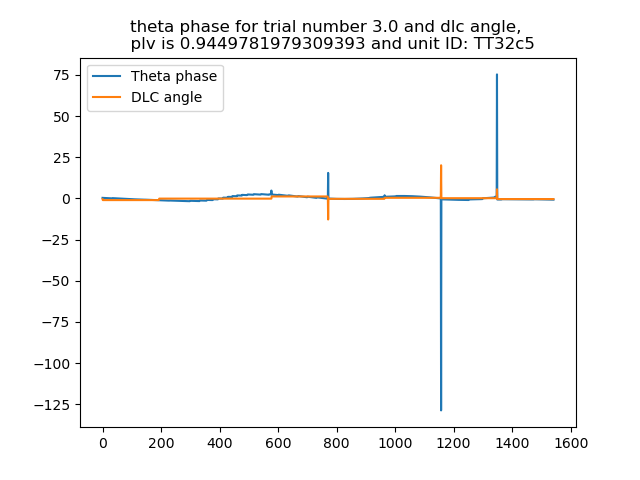 theta phase for trial number 3.0 and dlc angle,
plv is 0.9449781979309393 and unit ID: TT32c5
Theta phase
DLC angle
75
50
25
0
−25
−50
−75
−100
−125
0 200 400 600 800 1000 1200 1400 1600